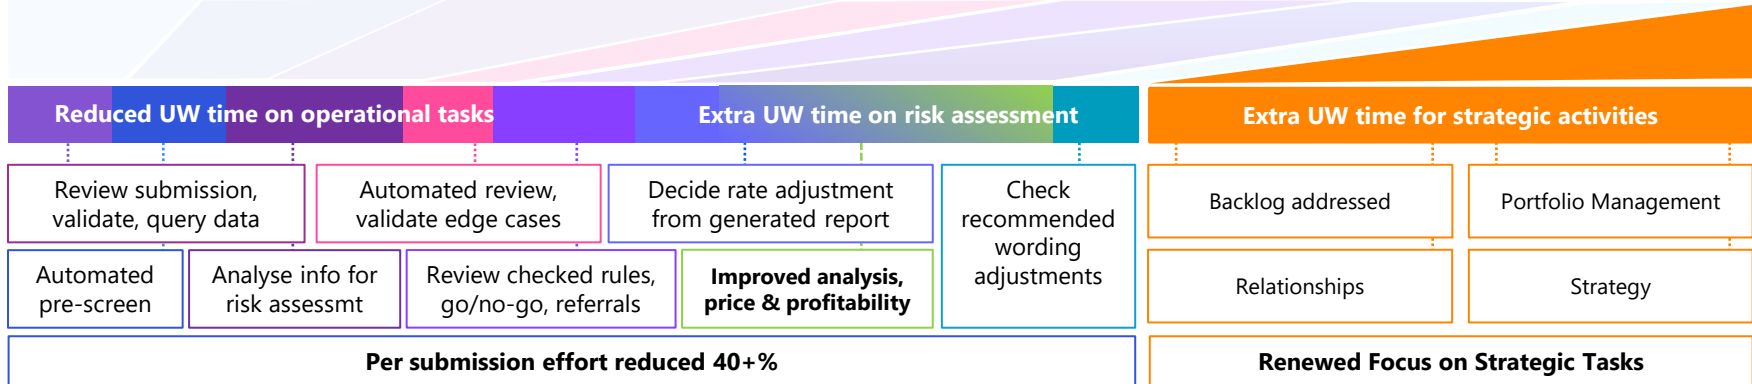 Reduced UW time on operational tasks
Extra UW time on risk assessment
Extra UW time for strategic activities
Review submission,
validate, query data
Automated review,
validate edge cases
Decide rate adjustment
from generated report
Check
recommended
wording
adjustments
Backlog addressed
Portfolio Management
Automated
pre-screen
Analyse info for
risk assessmt
Review checked rules,
go/no-go, referrals
Improved analysis,
price & profitability
Relationships
Strategy
Per submission effort reduced 40+%
Renewed Focus on Strategic Tasks